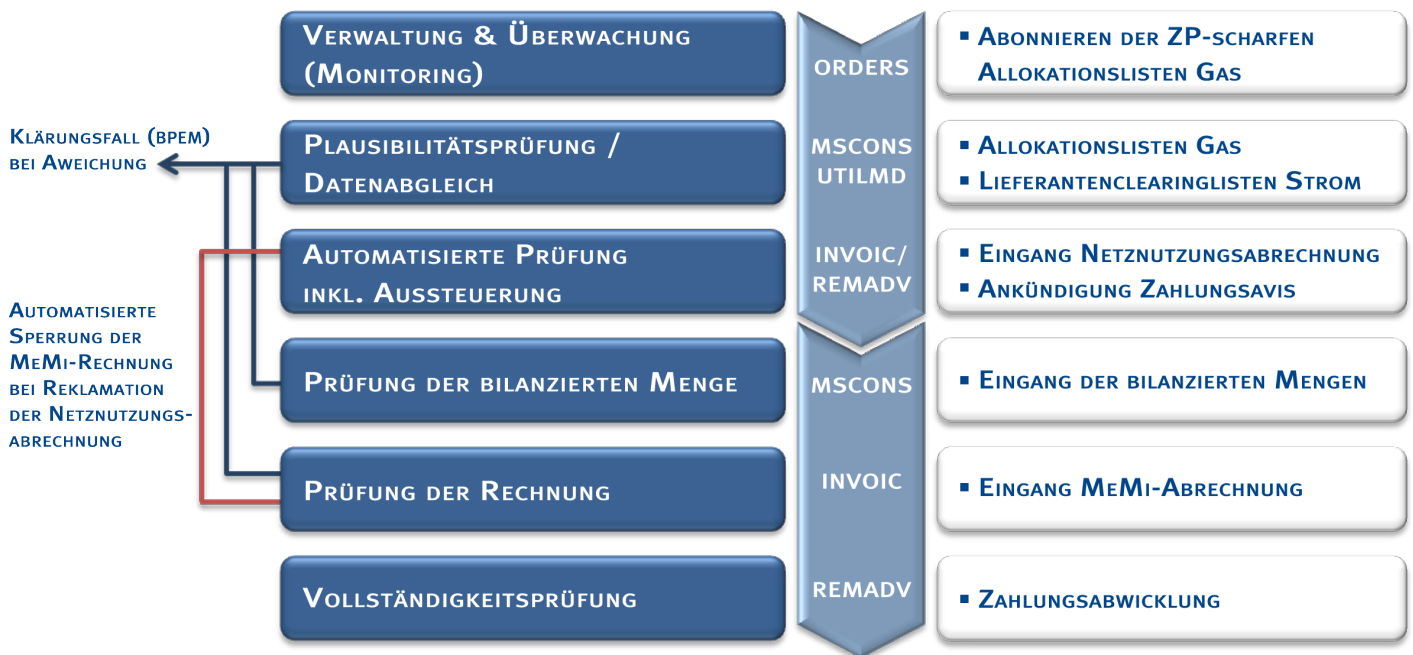 Verwaltung & Überwachung
(Monitoring)
ORDERS
▪ Abonnieren der ZP-scharfen
Allokationslisten Gas
Klärungsfall (BPEM)
bei Aweichung
Plausibilitätsprüfung /
Datenabgleich
MSCONS
UTILMD
▪ Allokationslisten Gas
▪ Lieferantenclearinglisten Strom
Automatisierte Prüfung
inkl. Aussteuerung
INVOIC/
REMADV
▪ Eingang Netznutzungsabrechnung
▪ Ankündigung Zahlungsavis
Automatisierte
Sperrung der
MeMi-Rechnung
bei Reklamation
der Netznutzungs-
abrechnung
Prüfung der bilanzierten Menge
MSCONS
▪ Eingang der bilanzierten Mengen
Prüfung der Rechnung
INVOIC
▪ Eingang MeMi-Abrechnung
Vollständigkeitsprüfung
REMADV
▪ Zahlungsabwicklung